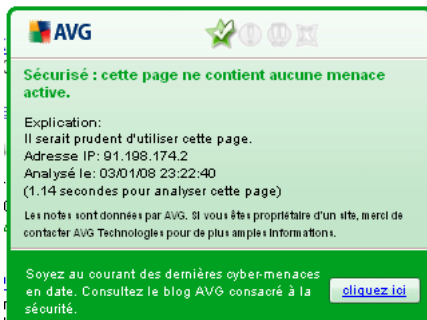 AVG
Sécurisé : cette page ne contient aucune menace
active.
Explication:
Il serait prudent d'utiliser cette page.
Adresse IP: 91.198.174.2
Analysé le: 03/01/08 23:22:40
(1.14 secondes pour analyser cette page)
Les notes sont données par AVG. Si vous êtes propriétaire d'un site, merci de
contacter AVG Technologies pour de plus amples informations.
Soyez au courant des dernières cyber-menaces
en date. Consultez le blog AVG consacré à la
sécurité.
cliquez ici